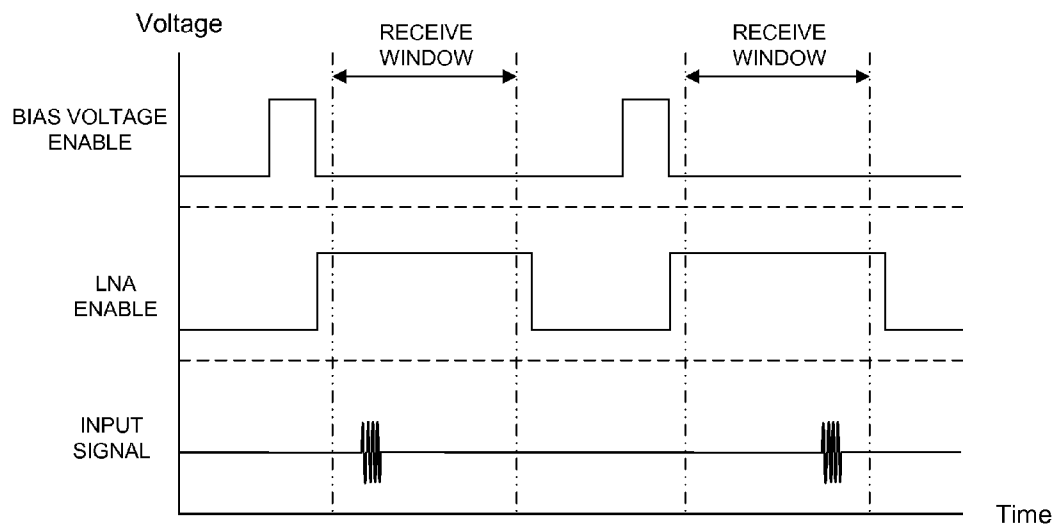 Voltage
RECEIVE
WINDOW
RECEIVE
WINDOW
BIAS VOLTAGE
ENABLE
LNA
ENABLE
INPUT
SIGNAL
Time